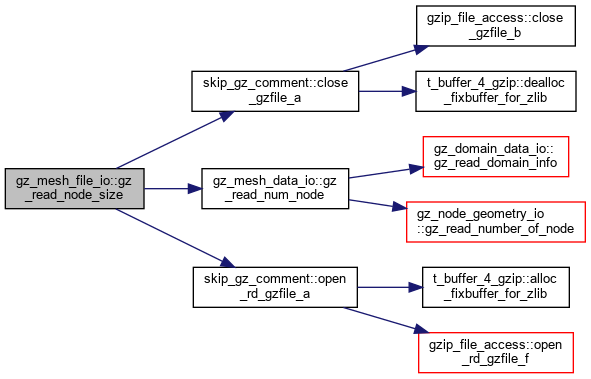 gz_mesh_file_io::gz
_read_node_size
skip_gz_comment::close
_gzfile_a
gzip_file_access::close
_gzfile_b
t_buffer_4_gzip::dealloc
_fixbuffer_for_zlib
gz_mesh_data_io::gz
_read_num_node
gz_domain_data_io::
gz_read_domain_info
gz_node_geometry_io
::gz_read_number_of_node
skip_gz_comment::open
_rd_gzfile_a
t_buffer_4_gzip::alloc
_fixbuffer_for_zlib
gzip_file_access::open
_rd_gzfile_f